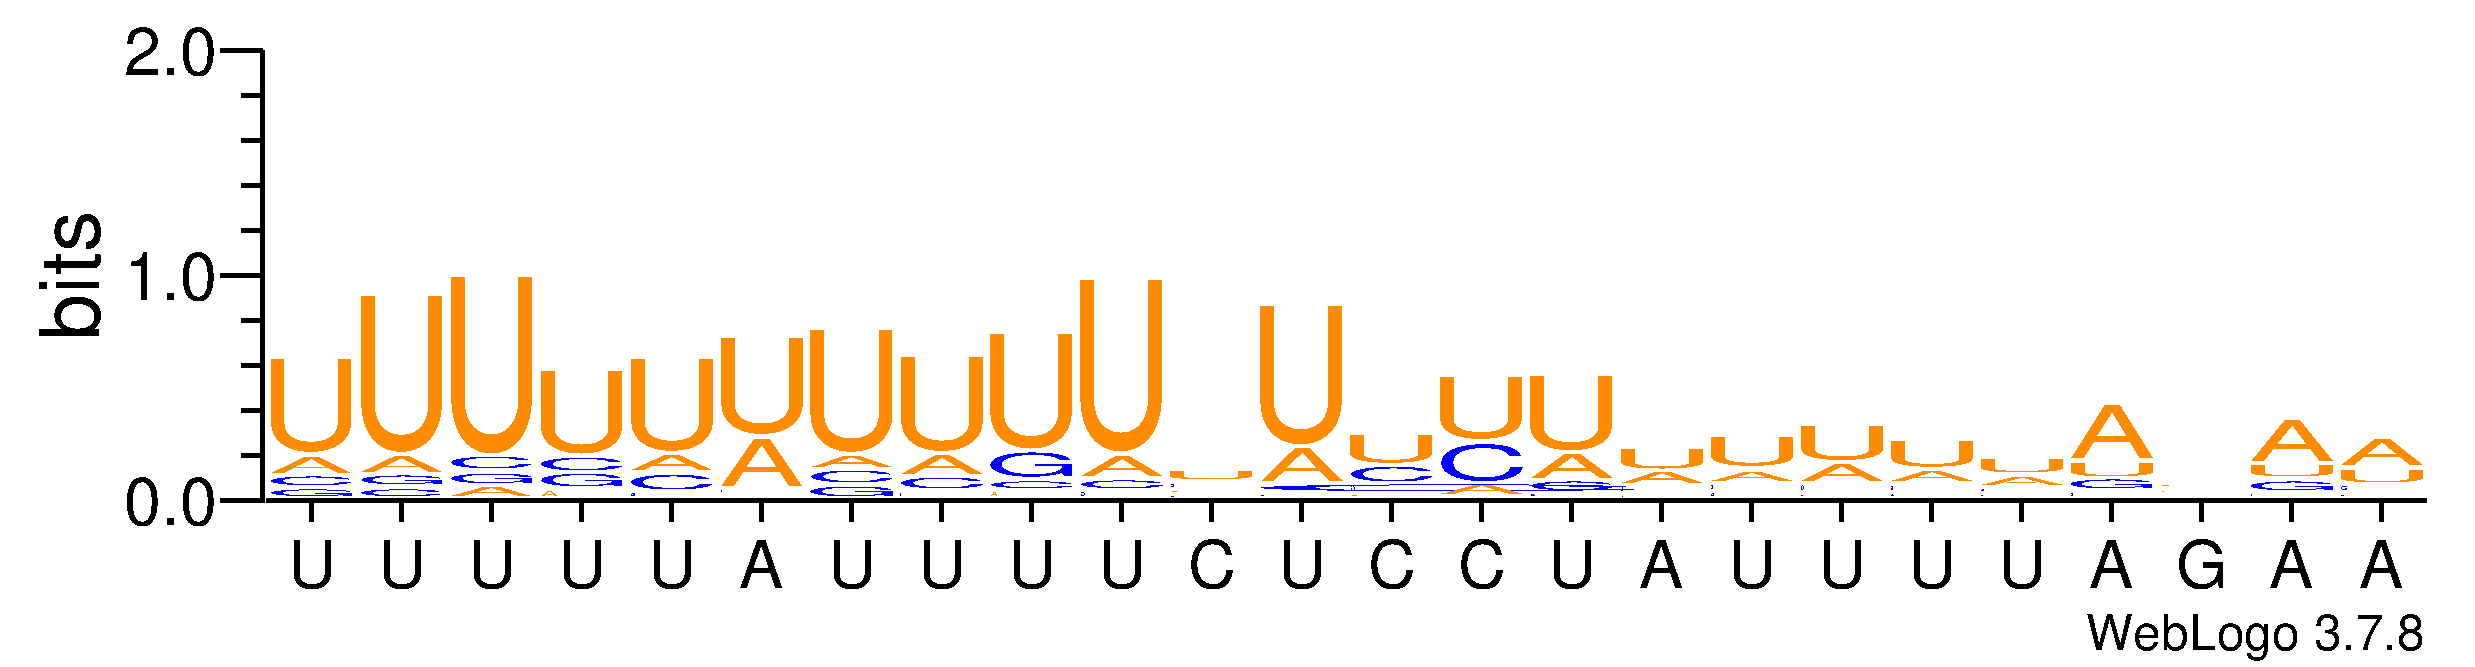 2.0
1.0
0.0
bits
U U U U U A U U U U C U C C U A U U U U A G A A
WebLogo 3.7.8